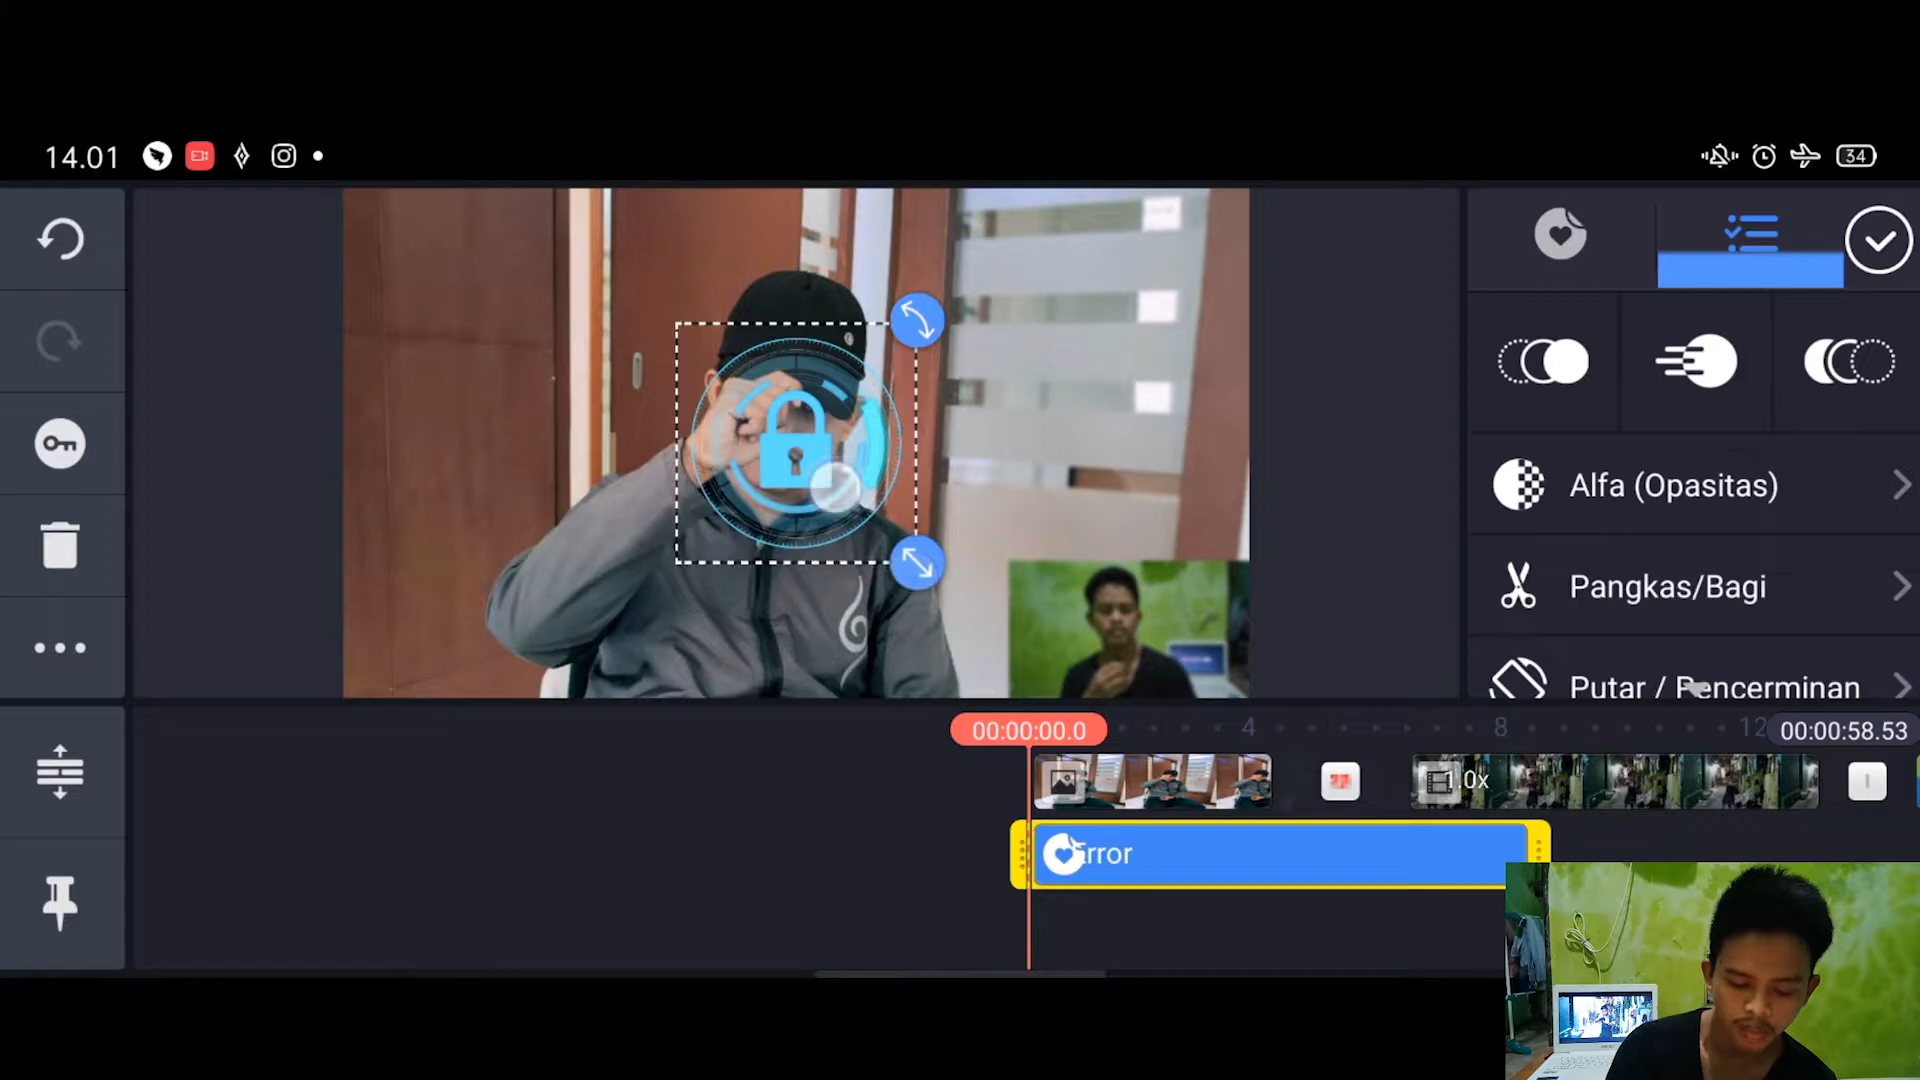 14.01
34
Alfa (Opasitas)
Pangkas/Bagi
Putar / Pencerminan
00:00:00.0
4
8
12
00:00:58.53
1.0x
Error